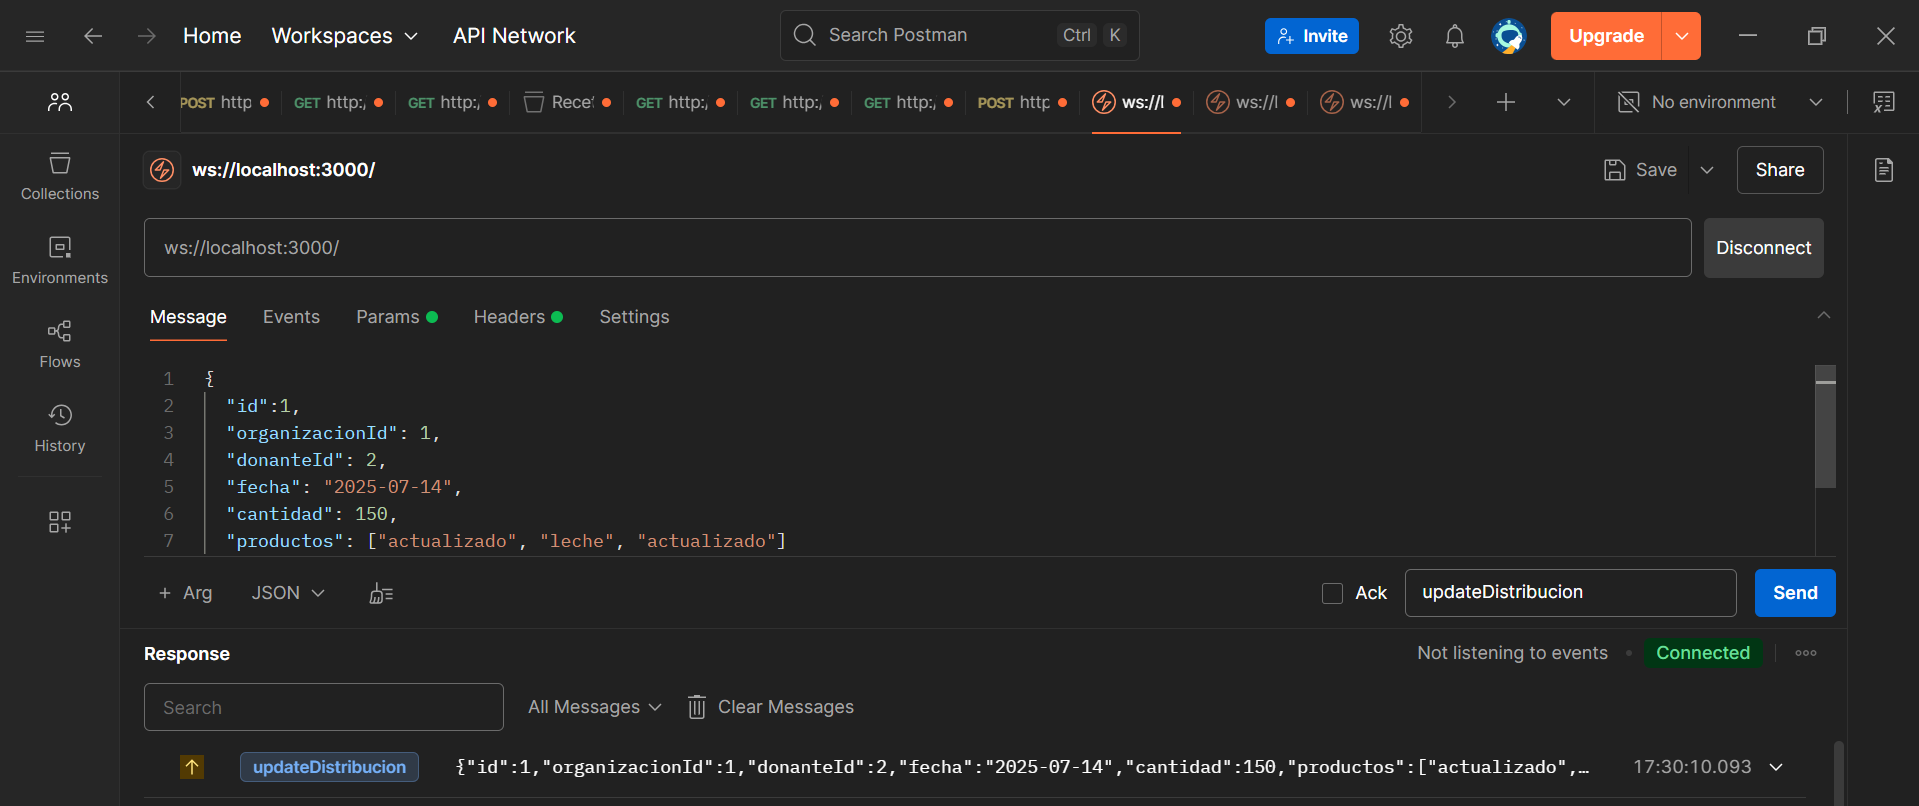 Home Workspaces API Network Search Postman Ctrl K Invite Upgrade
POST http GET http:/ GET http:/ Rece GET http:/ GET http:/ GET http:/ POST http ws://l ws://l ws://l No environment
ws://localhost:3000/ Save Share
ws://localhost:3000/ Disconnect
Collections
Environments
Flows
History
Message Events Params Headers Settings
1 {
2 "id":1,
3 "organizacionId": 1,
4 "donanteId": 2,
5 "fecha": "2025-07-14",
6 "cantidad": 150,
7 "productos": ["actualizado", "leche", "actualizado"]
+ Arg JSON Ack updateDistribucion Send
Response Not listening to events Connected
Search All Messages Clear Messages
updateDistribucion {"id":1,"organizacionId":1,"donanteId":2,"fecha":"2025-07-14","cantidad":150,"productos":["actualizado",… 17:30:10.093